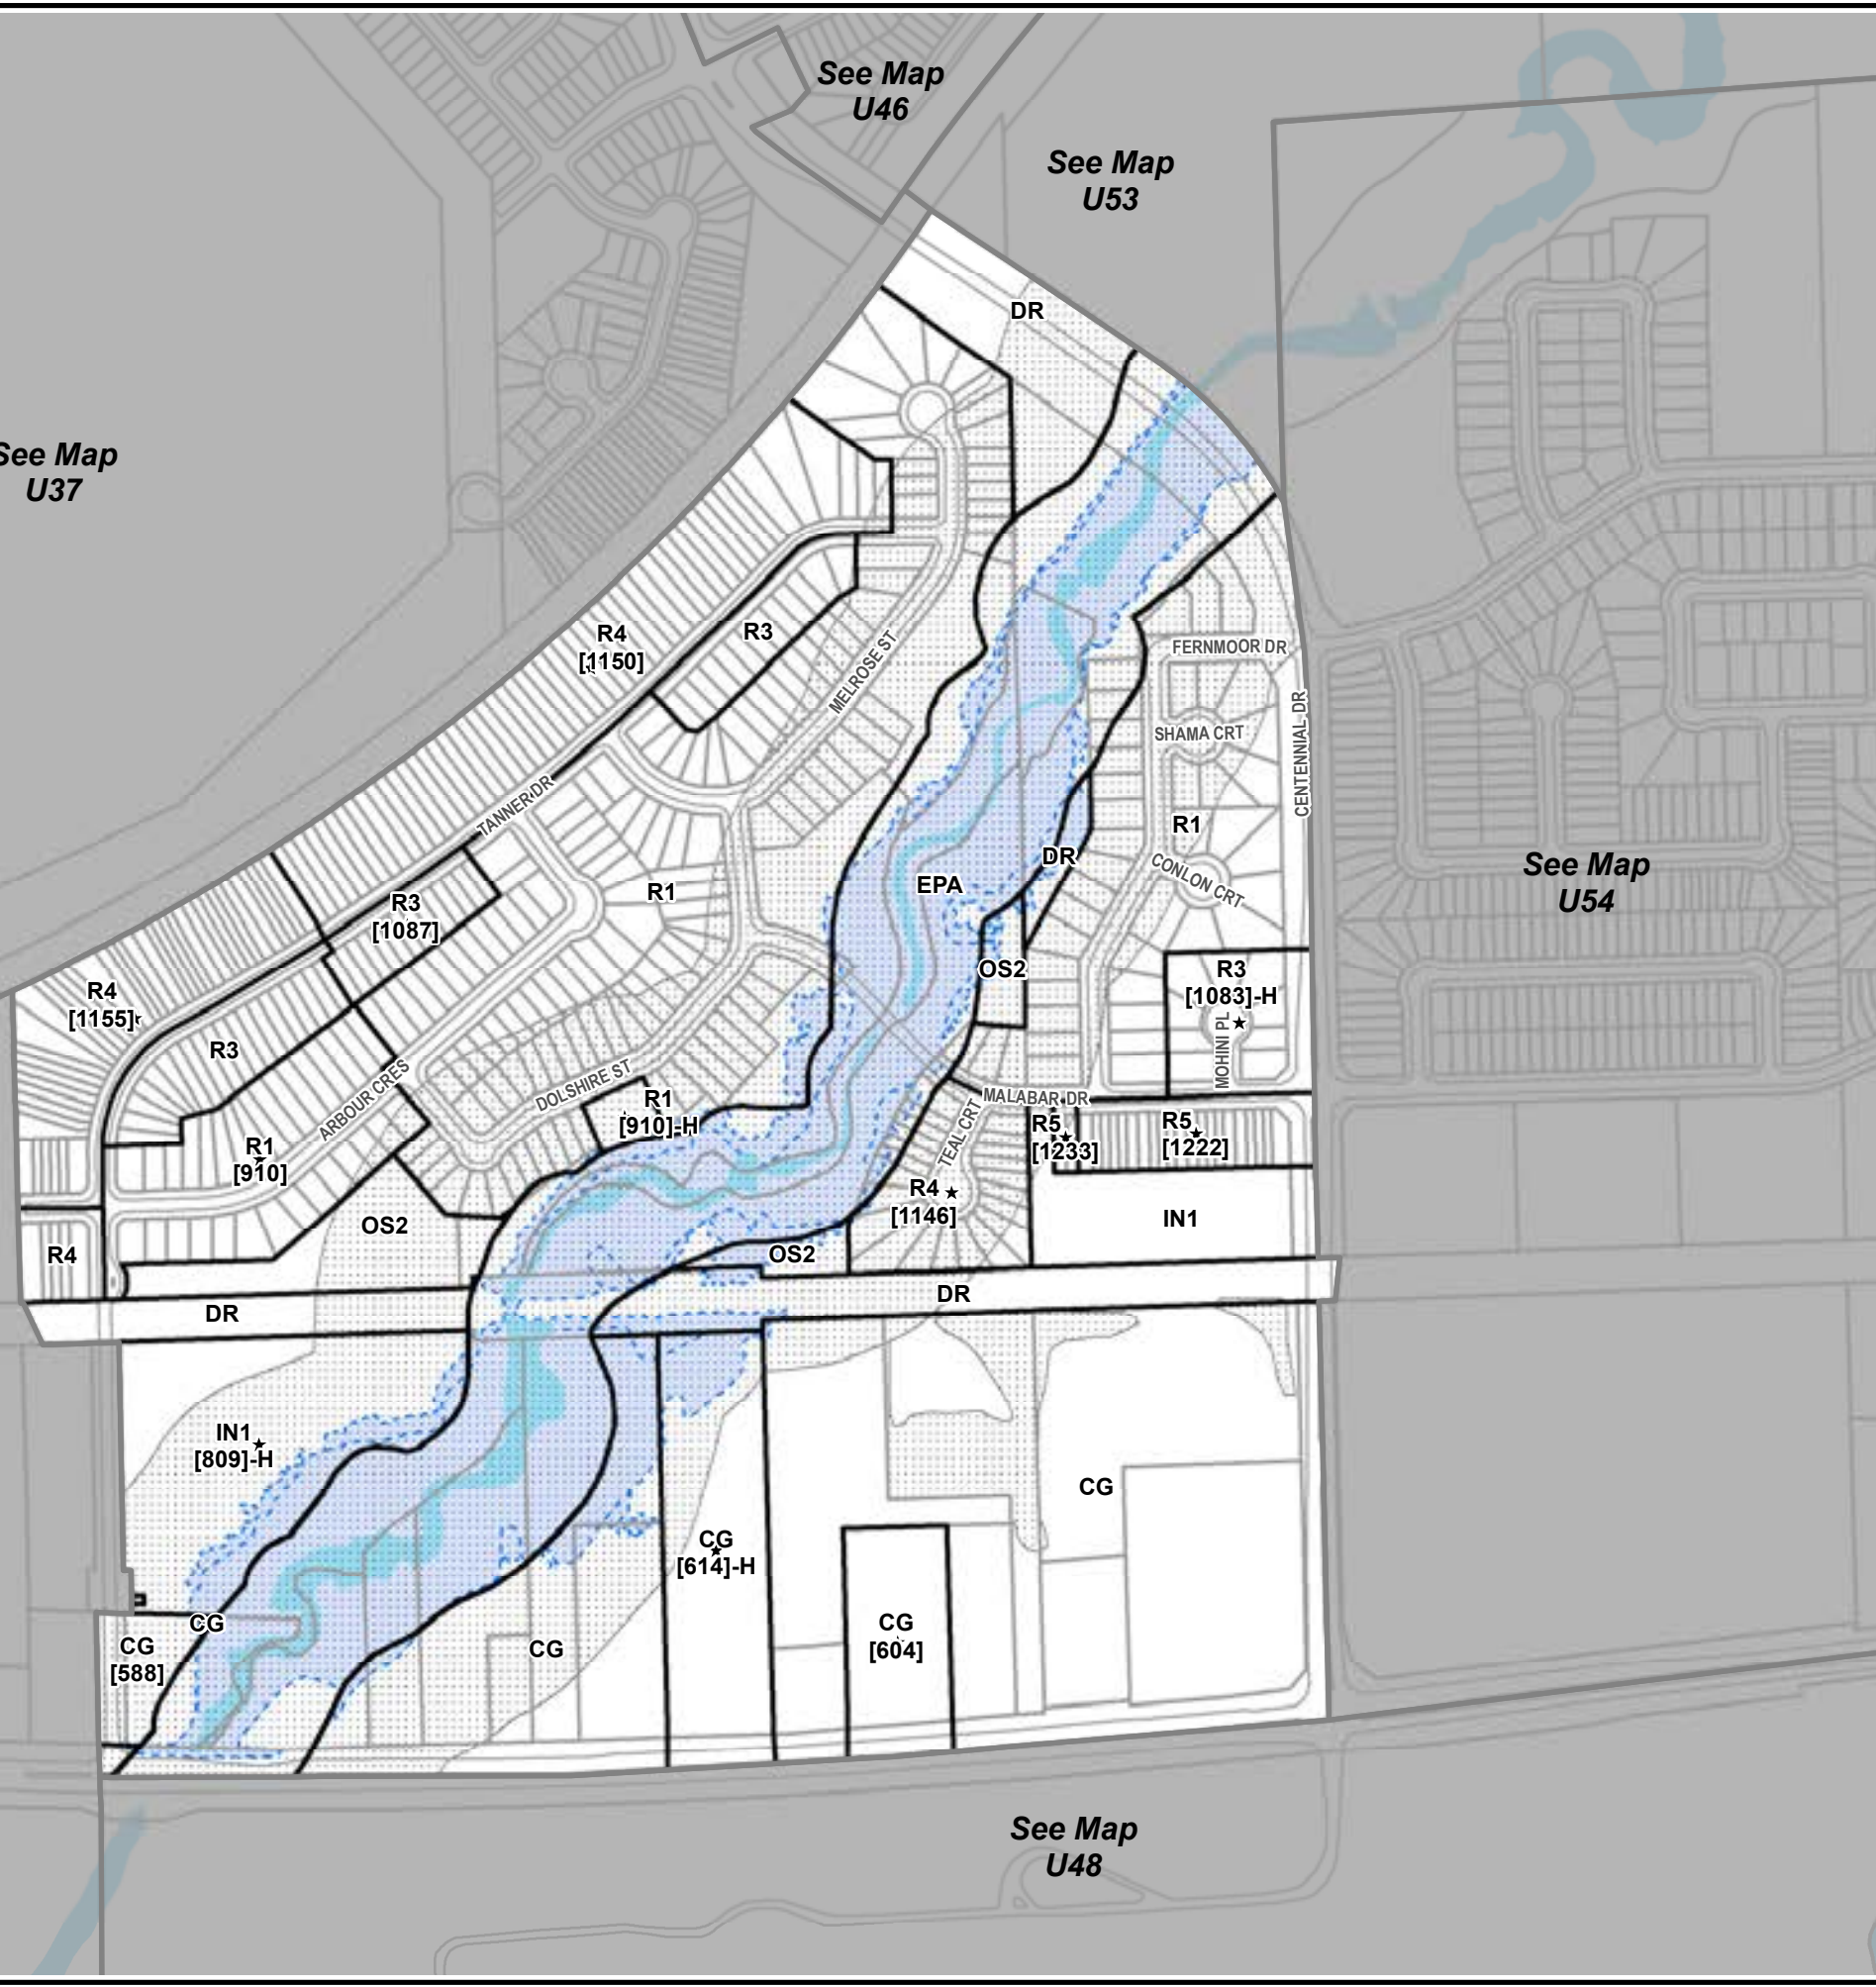 See Map
U46
See Map
U53
DR
See Map
U37
R4
[1150]
R3
MELROSE ST
FERNMOOR DR
SHAMA CRT
CENTENNIAL DR
TANNER DR
R1
CONLON CRT
DR
EPA
R1
See Map
U54
R3
[1087]
OS2
R3
[1083]-H
MOHINI PL
R4
[1155]
R3
ARBOUR CRES
DOLSHIRE ST
R1
[910]-H
MALABAR DR
TEAL CRT
R5
[1233]
R5
[1222]
R1
[910]
R4
[1146]
OS2
IN1
R4
OS2
DR
DR
IN1
[809]-H
CG
CG
[614]-H
CG
CG
[588]
CG
CG
[604]
See Map
U48